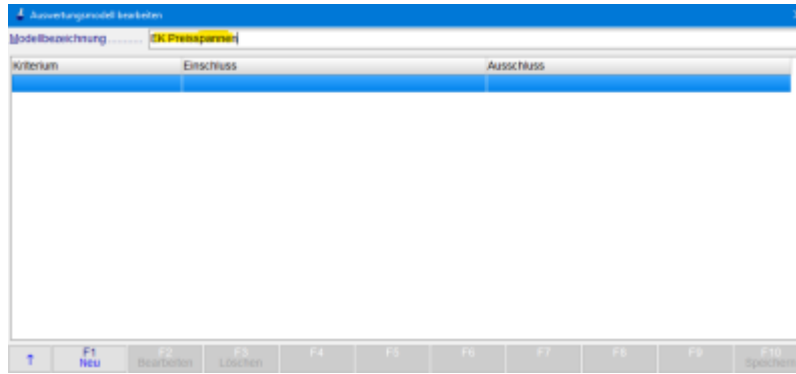 Auswertungsmodell bearbeiten
Modellbezeichnung......... EK Preisspannen
Kriterium Einschluss Ausschluss
F1 F2 F3 F4 F5 F6 F7 F8 F9 F10
Neu Bearbeiten Löschen Speichern